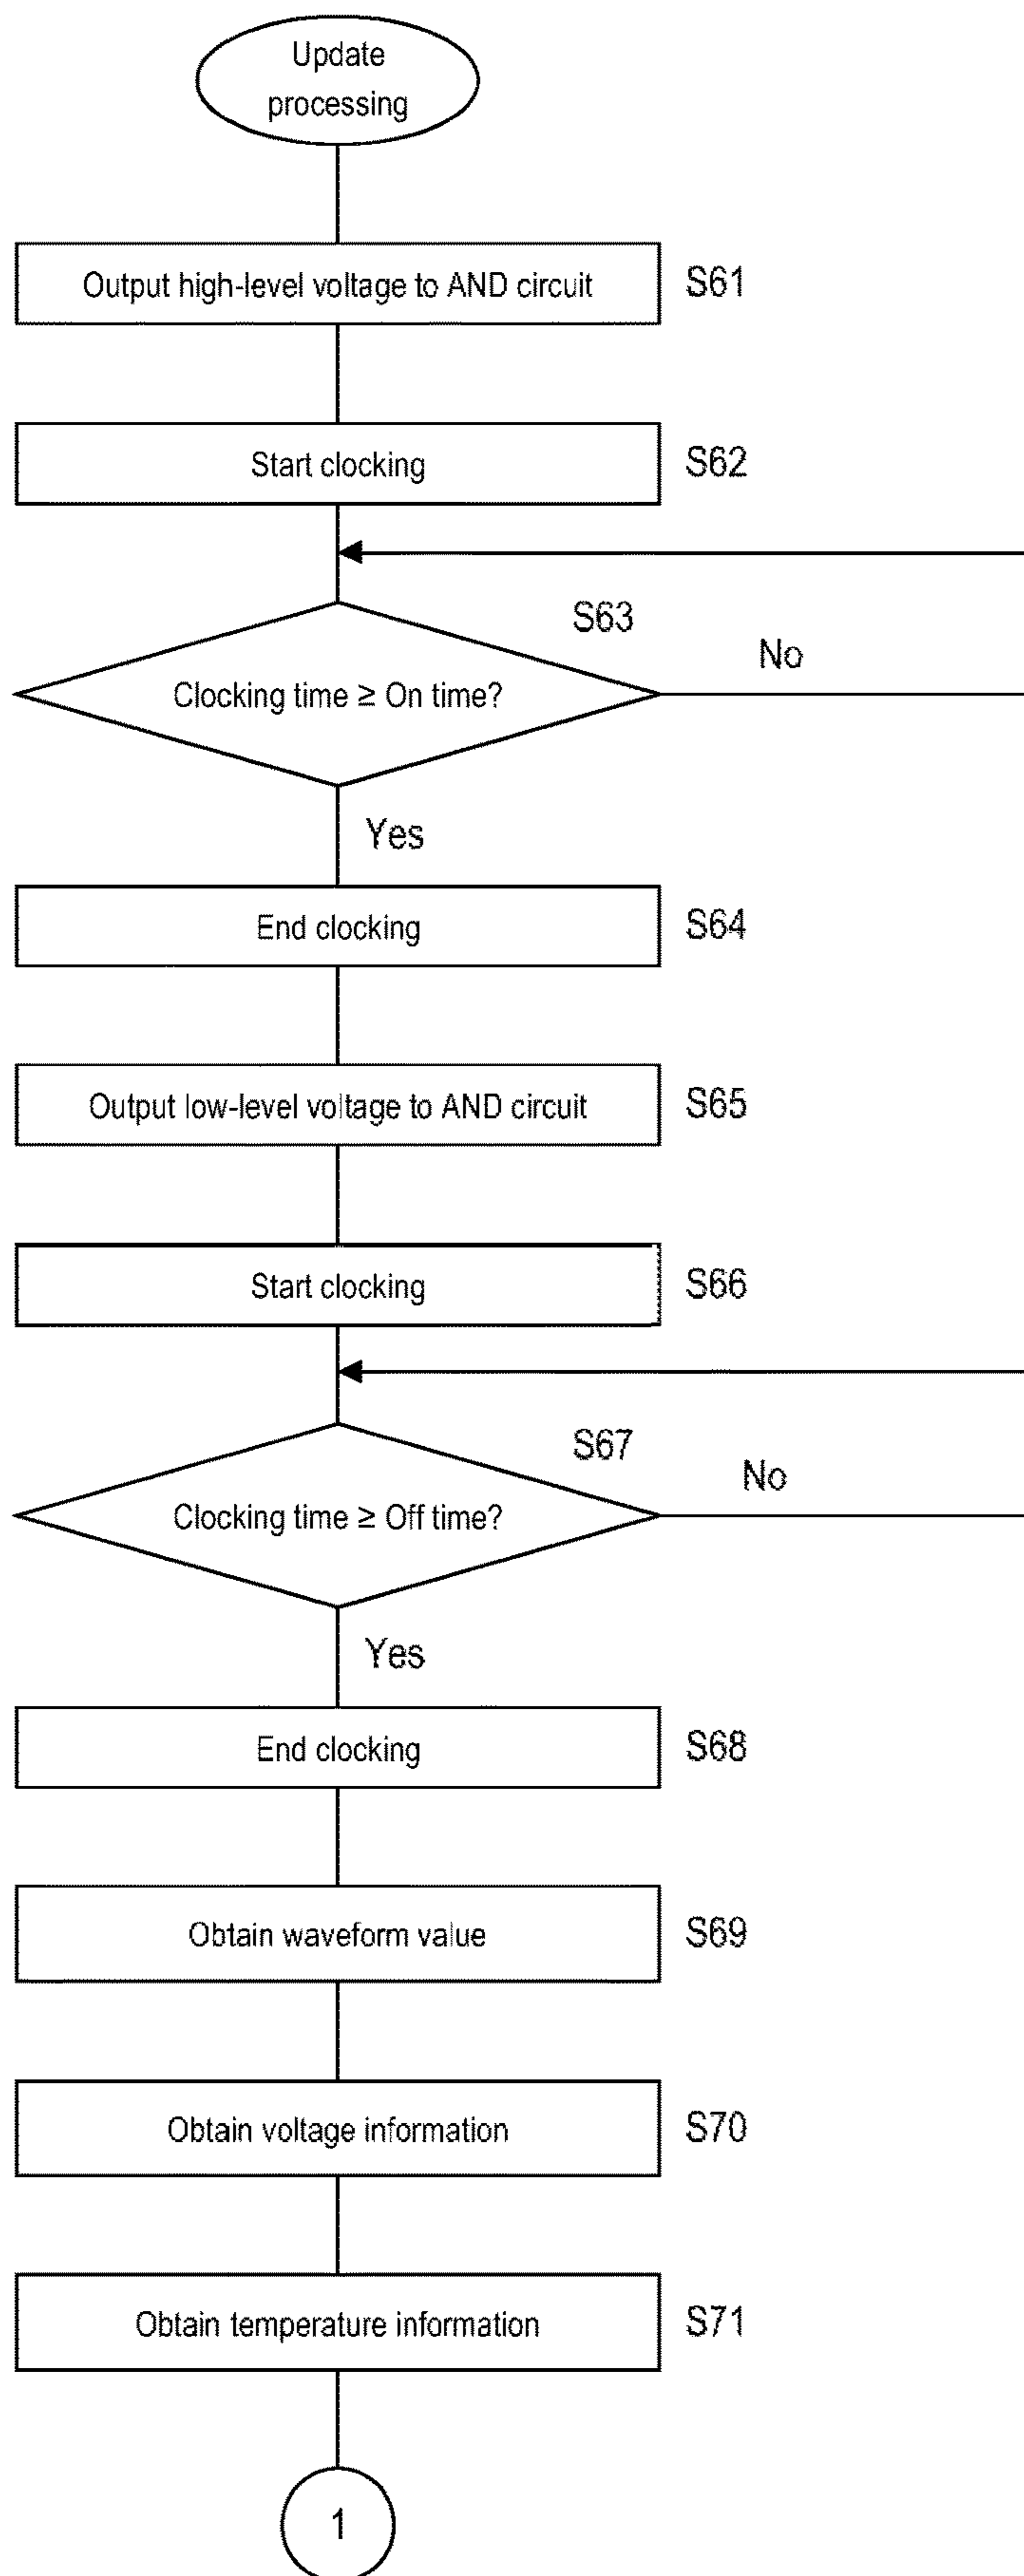 Update
processing
Output high-level voltage to AND circuit
S61
Start clocking
S62
S63
No
Clocking time ≥ On time?
Yes
End clocking
S64
Output low-level voltage to AND circuit
S65
Start clocking
S66
S67
No
Clocking time ≥ Off time?
Yes
End clocking
S68
Obtain waveform value
S69
Obtain voltage information
S70
Obtain temperature information
S71
1